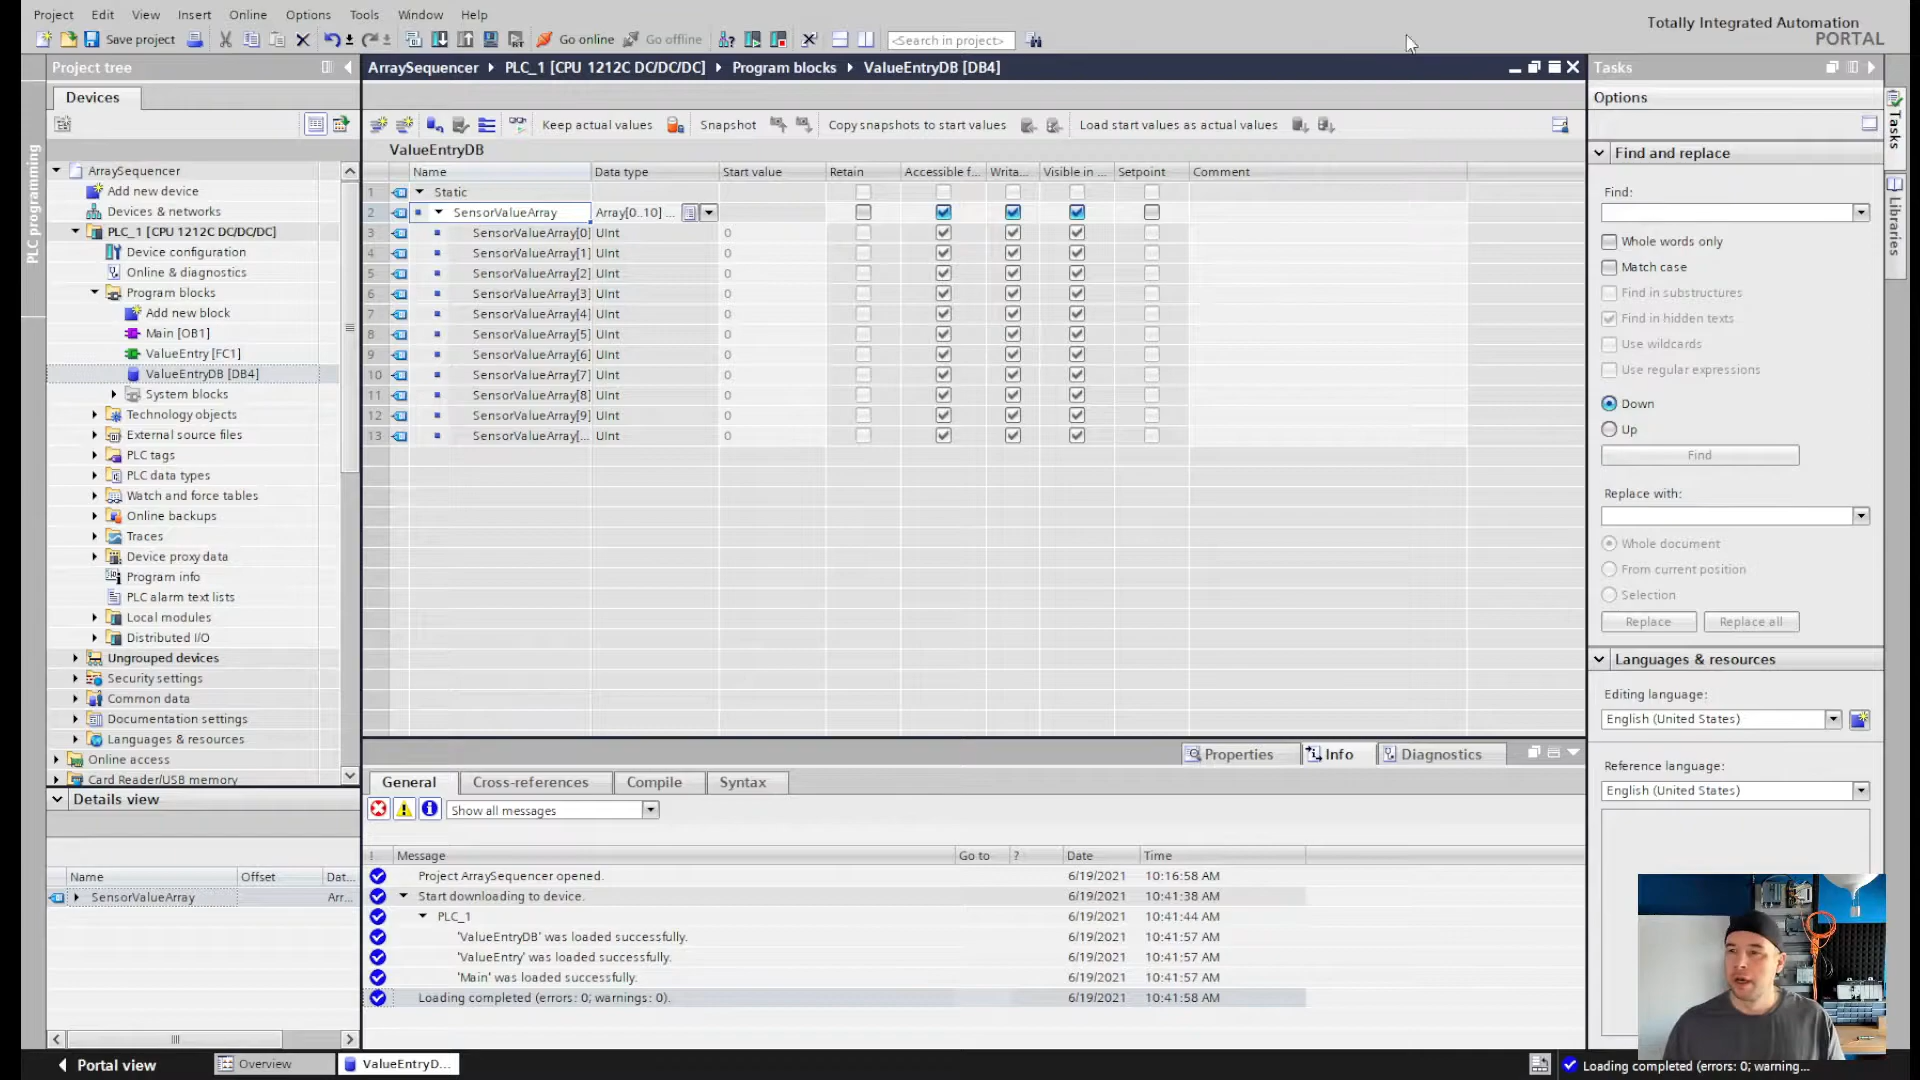 Project Edit View Insert Online Options Tools Window Help
Totally Integrated Automation
PORTAL
Save project
Go online
Go offline
<Search in project>
Project tree
ArraySequencer PLC_1 [CPU 1212C DC/DC/DC] Program blocks ValueEntryDB [DB4]
Tasks
Devices
Options
Keep actual values Snapshot Copy snapshots to start values Load start values as actual values
ValueEntryDB
Name Data type Start value Retain Accessible f... Writa... Visible in ... Setpoint Comment
1 Static
2 SensorValueArray Array[0..10] ...
3 SensorValueArray[0] UInt 0
4 SensorValueArray[1] UInt 0
5 SensorValueArray[2] UInt 0
6 SensorValueArray[3] UInt 0
7 SensorValueArray[4] UInt 0
8 SensorValueArray[5] UInt 0
9 SensorValueArray[6] UInt 0
10 SensorValueArray[7] UInt 0
11 SensorValueArray[8] UInt 0
12 SensorValueArray[9] UInt 0
13 SensorValueArray[... UInt 0
PLC programming
ArraySequencer
Add new device
Devices & networks
PLC_1 [CPU 1212C DC/DC/DC]
Device configuration
Online & diagnostics
Program blocks
Add new block
Main [OB1]
ValueEntry [FC1]
ValueEntryDB [DB4]
System blocks
Technology objects
External source files
PLC tags
PLC data types
Watch and force tables
Online backups
Traces
Device proxy data
Program info
PLC alarm text lists
Local modules
Distributed I/O
Ungrouped devices
Security settings
Common data
Documentation settings
Languages & resources
Online access
Card Reader/USB memory
Details view
Name Offset Dat...
SensorValueArray Arr...
Find and replace
Find:
Whole words only
Match case
Find in substructures
Find in hidden texts
Use wildcards
Use regular expressions
Down
Up
Find
Replace with:
Whole document
From current position
Selection
Replace Replace all
Languages & resources
Editing language:
English (United States)
Reference language:
English (United States)
Tasks
Libraries
Properties Info Diagnostics
General Cross-references Compile Syntax
Show all messages
! Message Go to ? Date Time
Project ArraySequencer opened. 6/19/2021 10:16:58 AM
Start downloading to device. 6/19/2021 10:41:38 AM
PLC_1 6/19/2021 10:41:44 AM
'ValueEntryDB' was loaded successfully. 6/19/2021 10:41:57 AM
'ValueEntry' was loaded successfully. 6/19/2021 10:41:57 AM
'Main' was loaded successfully. 6/19/2021 10:41:57 AM
Loading completed (errors: 0; warnings: 0). 6/19/2021 10:41:58 AM
Portal view Overview ValueEntryD... Loading completed (errors: 0; warning...